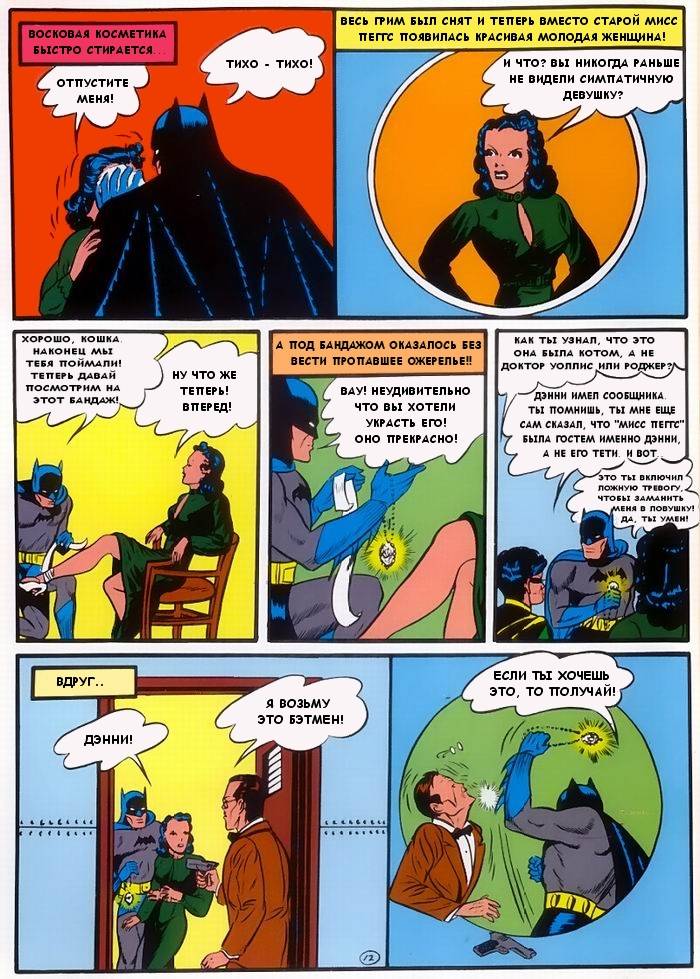 ВОСКОВАЯ КОСМЕТИКА
БЫСТРО СТИРАЕТСЯ...
ОТПУСТИТЕ
МЕНЯ!
ТИХО - ТИХО!
ВЕСЬ ГРИМ БЫЛ СНЯТ И ТЕПЕРЬ ВМЕСТО СТАРОЙ МИСС
ПЕГГС ПОЯВИЛАСЬ КРАСИВАЯ МОЛОДАЯ ЖЕНЩИНА!
И ЧТО? ВЫ НИКОГДА РАНЬШЕ
НЕ ВИДЕЛИ СИМПАТИЧНУЮ
ДЕВУШКУ?
ХОРОШО, КОШКА.
НАКОНЕЦ МЫ
ТЕБЯ ПОЙМАЛИ!
ТЕПЕРЬ ДАВАЙ
ПОСМОТРИМ НА
ЭТОТ БАНДАЖ!
НУ ЧТО ЖЕ
ТЕПЕРЬ!
ВПЕРЕД!
А ПОД БАНДАЖОМ ОКАЗАЛОСЬ БЕЗ
ВЕСТИ ПРОПАВШЕЕ ОЖЕРЕЛЬЕ!!
ВАУ! НЕУДИВИТЕЛЬНО
ЧТО ВЫ ХОТЕЛИ
УКРАСТЬ ЕГО!
ОНО ПРЕКРАСНО!
КАК ТЫ УЗНАЛ, ЧТО ЭТО
ОНА БЫЛА КОТОМ, А НЕ
ДОКТОР УОЛЛИС ИЛИ РОДЖЕР?
ДЭННИ ИМЕЛ СООБЩНИКА.
ТЫ ПОМНИШЬ, ТЫ МНЕ ЕЩЕ
САМ СКАЗАЛ, ЧТО "МИСС ПЕГГС"
БЫЛА ГОСТЕМ ИМЕННО ДЭННИ,
А НЕ ЕГО ТЕТИ. И ВОТ..
ЭТО ТЫ ВКЛЮЧИЛ
ЛОЖНУЮ ТРЕВОГУ,
ЧТОБЫ ЗАМАНИТЬ
МЕНЯ В ЛОВУШКУ!
ДА, ТЫ УМЕН!
ВДРУГ..
ДЭННИ!
Я ВОЗЬМУ
ЭТО БЭТМЕН!
ЕСЛИ ТЫ ХОЧЕШЬ
ЭТО, ТО ПОЛУЧАЙ!
12